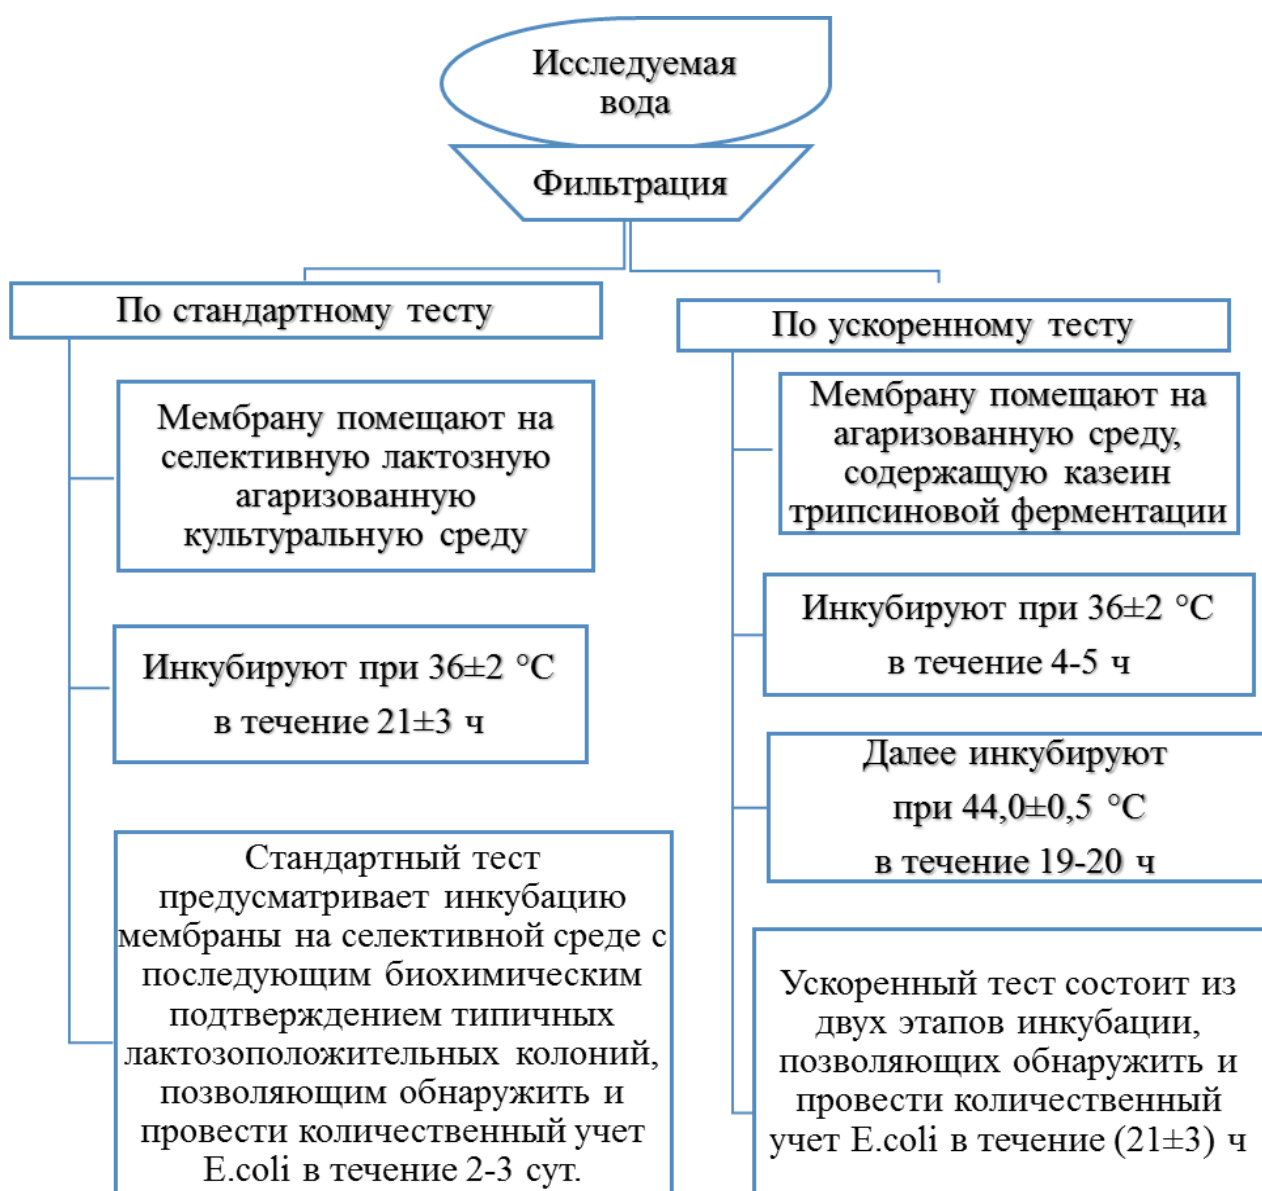 Исследуемая
вода
Фильтрация
По стандартному тесту
Мембрану помещают на
селективную лактозную
агаризованную
культуральную среду
Инкубируют при 36±2 °С
в течение 21±3 ч
Стандартный тест
предусматривает инкубацию
мембраны на селективной среде с
последующим биохимическим
подтверждением типичных
лактозоположительных колоний,
позволяющим обнаружить и
провести количественный учет
E.coli в течение 2-3 сут.
По ускоренному тесту
Мембрану помещают на
агаризованную среду,
содержащую казеин
трипсиновой ферментации
Инкубируют при 36±2 °С
в течение 4-5 ч
Далее инкубируют
при 44,0±0,5 °С
в течение 19-20 ч
Ускоренный тест состоит из
двух этапов инкубации,
позволяющих обнаружить и
провести количественный
учет E.coli в течение (21±3) ч